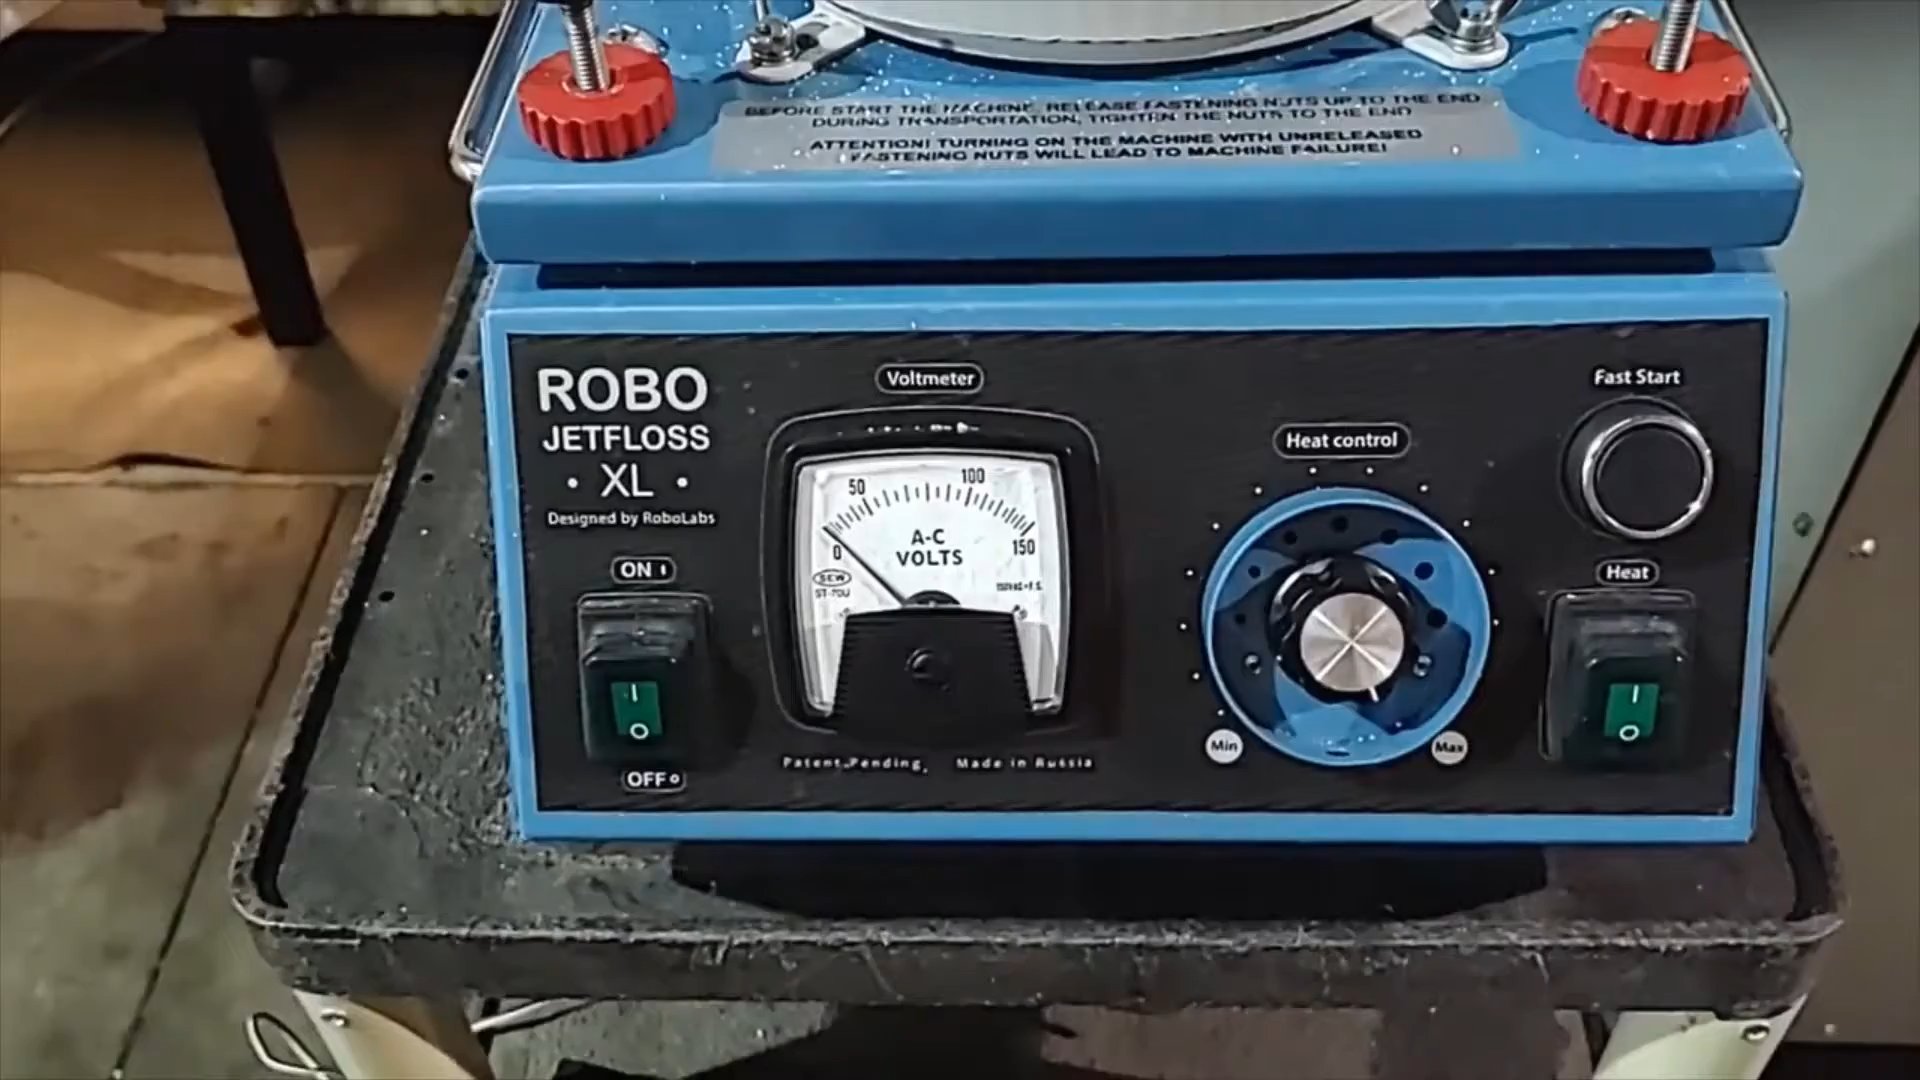 BEFORE START THE MACHINE, RELEASE FASTENING NUTS UP TO THE END
DURING TRANSPORTATION, TIGHTEN THE NUTS TO THE END
ATTENTION! TURNING ON THE MACHINE WITH UNRELEASED
FASTENING NUTS WILL LEAD TO MACHINE FAILURE!
ROBO
JETFLOSS
• XL •
Designed by RoboLabs
ON I
I
O
OFF O
Voltmeter
0 50 100 150
A-C
VOLTS
SEW
ST-70U
Patent Pending, Made in Russia
Heat control
Min
Max
Fast Start
Heat
I
O